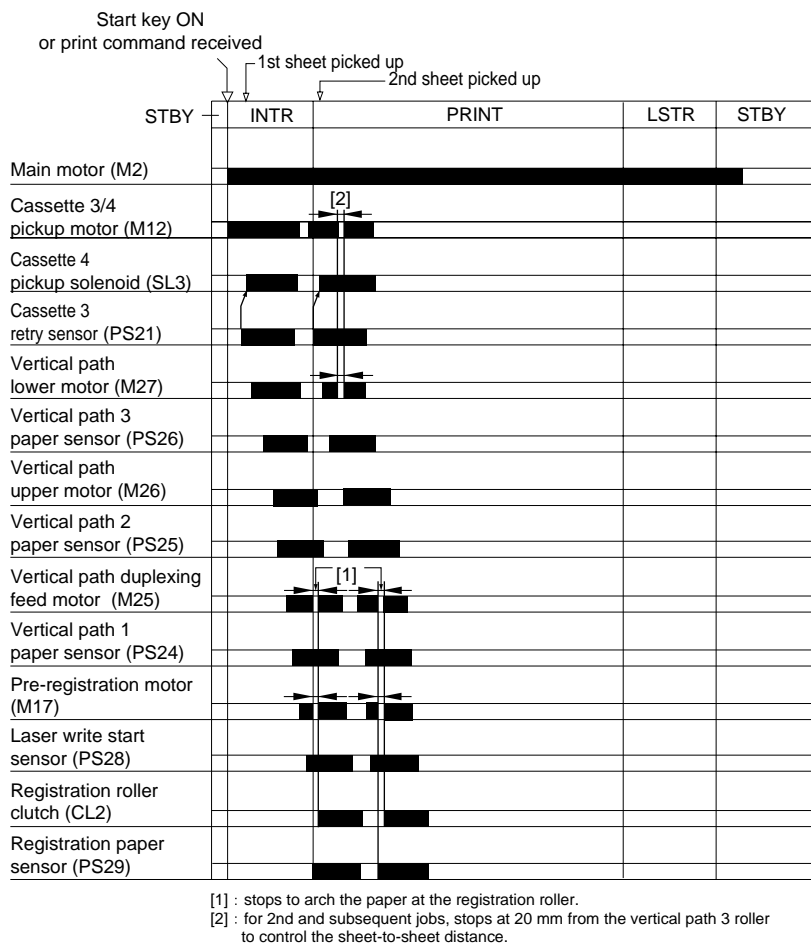 Start key ON
or print command received
1st sheet picked up
2nd sheet picked up
STBY INTR PRINT LSTR STBY
Main motor (M2)
Cassette 3/4
pickup motor (M12)
[2]
Cassette 4
pickup solenoid (SL3)
Cassette 3
retry sensor (PS21)
Vertical path
lower motor (M27)
Vertical path 3
paper sensor (PS26)
Vertical path
upper motor (M26)
Vertical path 2
paper sensor (PS25)
Vertical path duplexing
feed motor (M25)
[1]
Vertical path 1
paper sensor (PS24)
Pre-registration motor
(M17)
Laser write start
sensor (PS28)
Registration roller
clutch (CL2)
Registration paper
sensor (PS29)
[1] : stops to arch the paper at the registration roller.
[2] : for 2nd and subsequent jobs, stops at 20 mm from the vertical path 3 roller
to control the sheet-to-sheet distance.